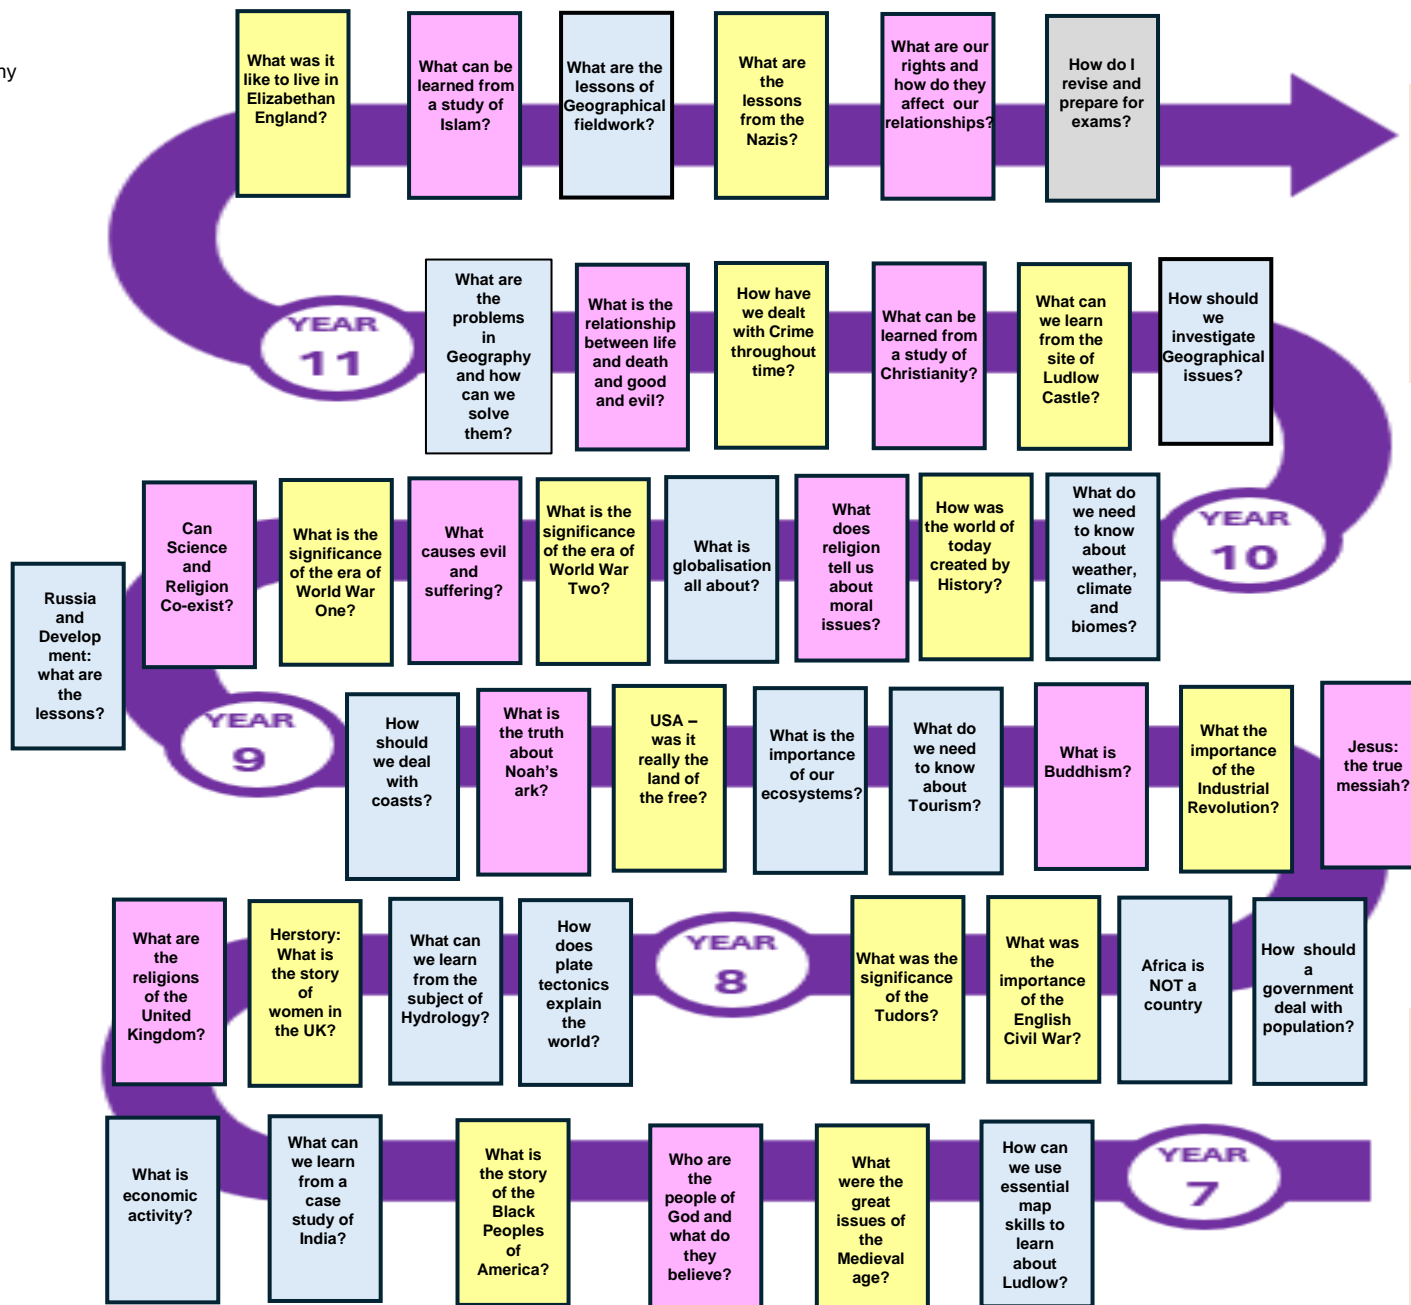 ny
What was it
like to live in
Elizabethan
England?
What can be
learned from
a study of
Islam?
What are the
lessons of
Geographical
fieldwork?
What are
the
lessons
from the
Nazis?
What are our
rights and
how do they
affect our
relationships?
How do I
revise and
prepare for
exams?
YEAR
11
What are
the
problems
in
Geography
and how
can we
solve
them?
What is the
relationship
between life
and death
and good
and evil?
How have
we dealt
with Crime
throughout
time?
What can be
learned from
a study of
Christianity?
What can
we learn
from the
site of
Ludlow
Castle?
How should
we
investigate
Geographical
issues?
Russia
and
Develop
ment:
what are
the
lessons?
Can
Science
and
Religion
Co-exist?
What is the
significance
of the era of
World War
One?
What
causes evil
and
suffering?
What is the
significance
of the era of
World War
Two?
What is
globalisation
all about?
What
does
religion
tell us
about
moral
issues?
How was
the world of
today
created by
History?
What do
we need
to know
about
weather,
climate
and
biomes?
YEAR
10
YEAR
9
How
should
we deal
with
coasts?
What is
the truth
about
Noah's
ark?
USA –
was it
really the
land of
the free?
What is the
importance
of our
ecosystems?
What do
we need
to know
about
Tourism?
What is
Buddhism?
What the
importance
of the
Industrial
Revolution?
Jesus:
the true
messiah?
What are
the
religions
of the
United
Kingdom?
Herstory:
What is
the story
of
women in
the UK?
What can
we learn
from the
subject of
Hydrology?
How
does
plate
tectonics
explain
the
world?
YEAR
8
What was the
significance
of the
Tudors?
What was
the
importance
of the
English
Civil War?
Africa is
NOT a
country
How should
a
government
deal with
population?
What is
economic
activity?
What can
we learn
from a
case
study of
India?
What is
the story
of the
Black
Peoples
of
America?
Who are
the
people of
God and
what do
they
believe?
What
were the
great
issues of
the
Medieval
age?
How can
we use
essential
map
skills to
learn
about
Ludlow?
YEAR
7